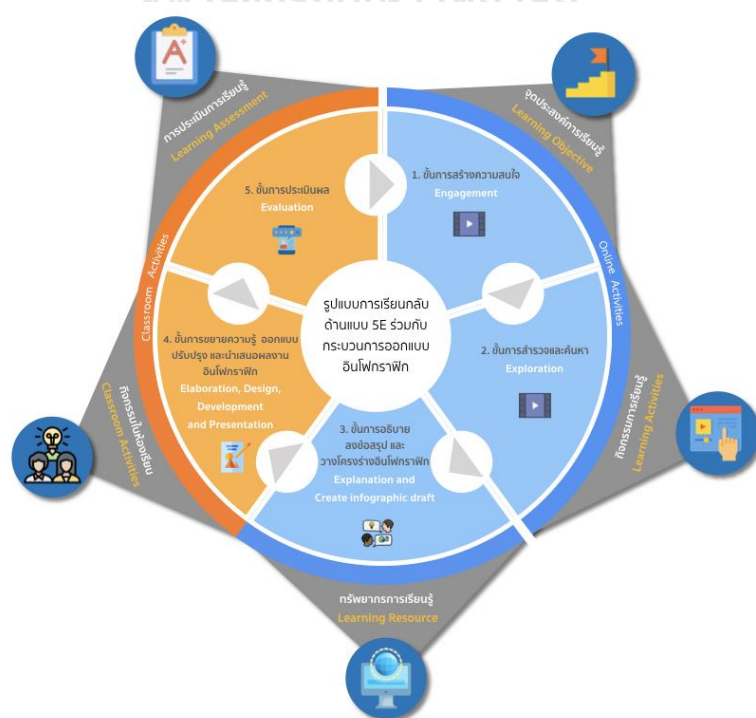 การประเมินการเรียนรู้
Learning Assessment
จุดประสงค์การเรียนรู้
Learning Objective
5. ขั้นการประเมินผล
Evaluation
1. ขั้นการสร้างความสนใจ
Engagement
Classroom Activities
Online Activities
รูปแบบการเรียนกลับ
ด้านแบบ 5E ร่วมกับ
กระบวนการออกแบบ
อินโฟกราฟิก
4. ขั้นการขยายความรู้ ออกแบบ
ปรับปรุง และนำเสนอผลงาน
อินโฟกราฟิก
Elaboration, Design,
Development
and Presentation
2. ขั้นการสำรวจและค้นหา
Exploration
3. ขั้นการอธิบาย
ลงข้อสรุป และ
วางโครงร่างอินโฟกราฟิก
Explanation and
Create infographic draft
กิจกรรมในห้องเรียน
Classroom Activities
กิจกรรมการเรียนรู้
Learning Activities
ทรัพยากรการเรียนรู้
Learning Resource
A+